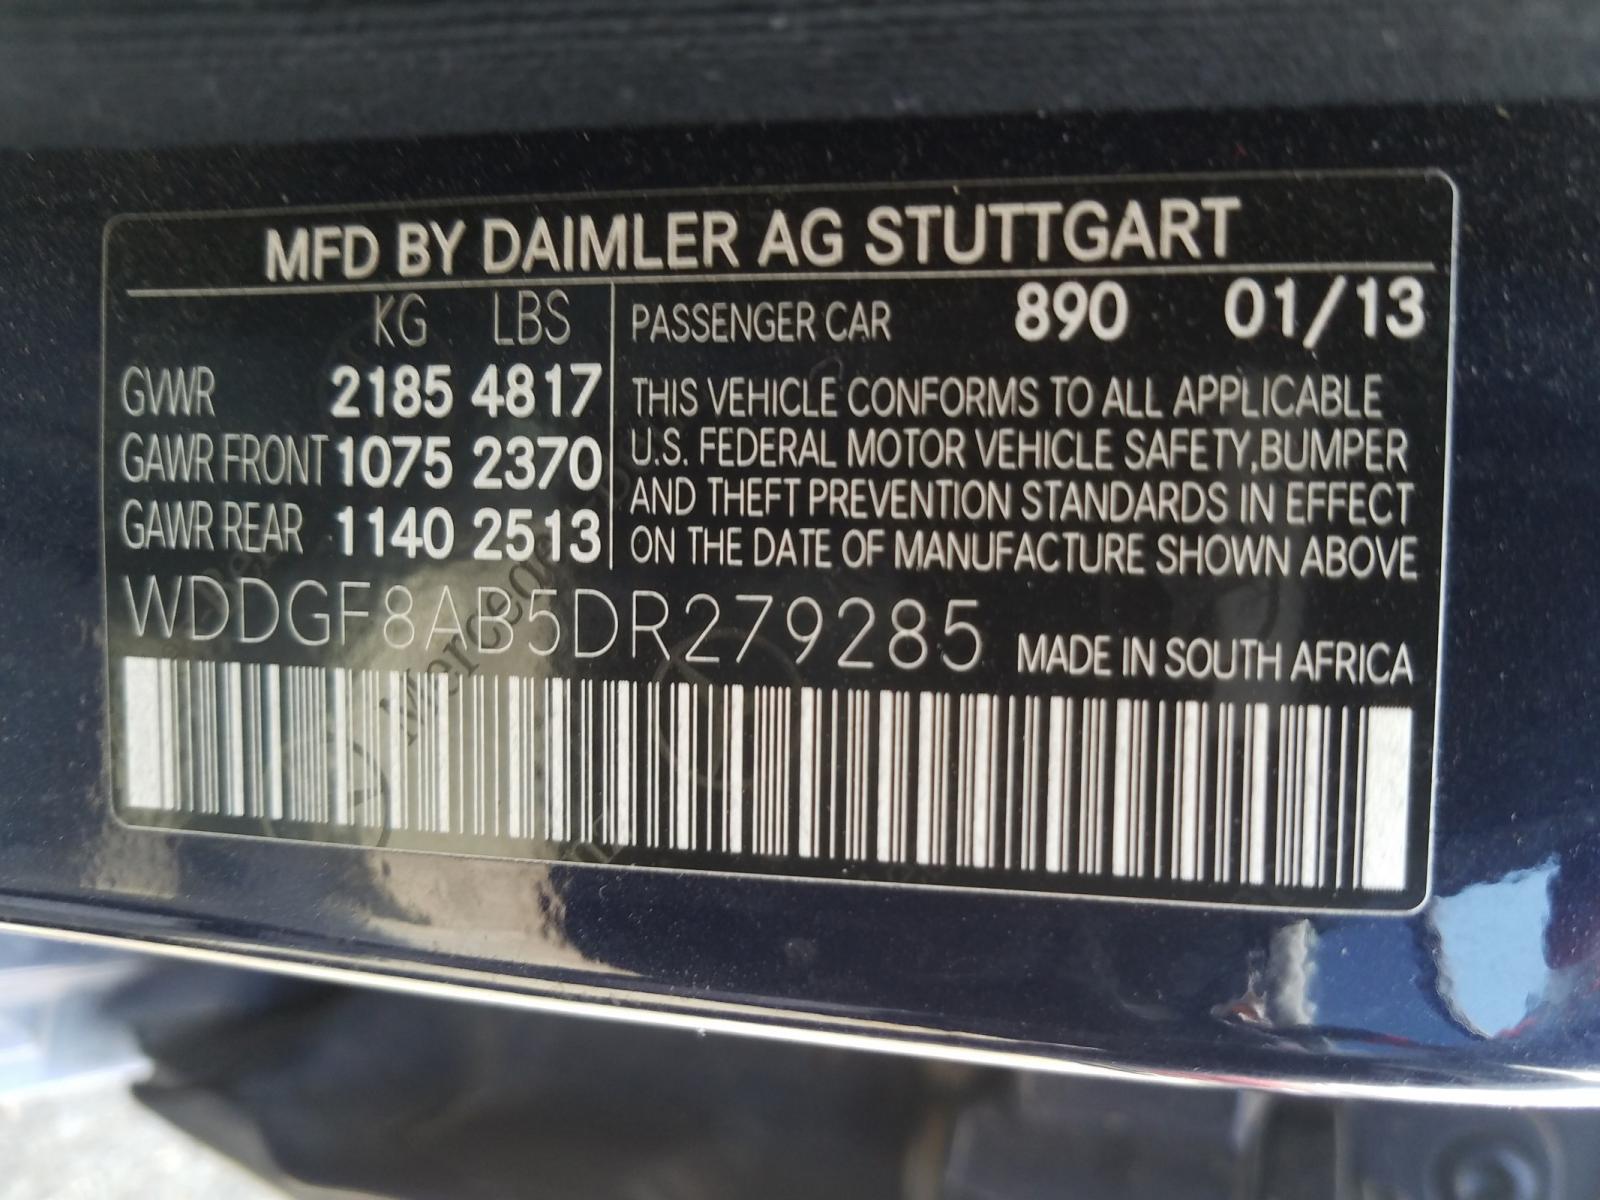 MFD BY DAIMLER AG STUTTGART
KG LBS
GVWR 2185 4817
GAWR FRONT 1075 2370
GAWR REAR 1140 2513
PASSENGER CAR 890 01/13
THIS VEHICLE CONFORMS TO ALL APPLICABLE
U.S. FEDERAL MOTOR VEHICLE SAFETY, BUMPER
AND THEFT PREVENTION STANDARDS IN EFFECT
ON THE DATE OF MANUFACTURE SHOWN ABOVE
WDDGF8AB5DR279285 MADE IN SOUTH AFRICA